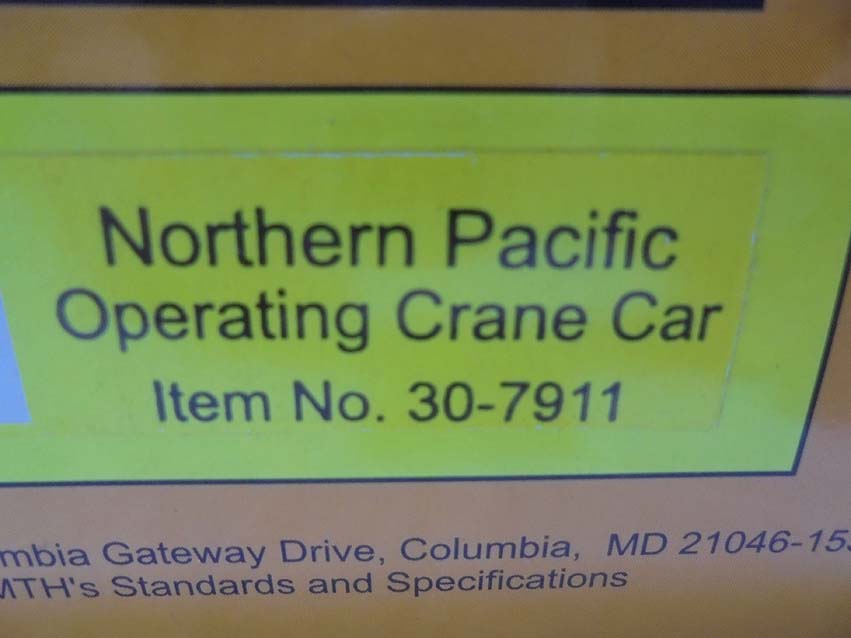 Northern Pacific
Operating Crane Car
Item No. 30-7911
Gateway Drive, Columbia, MD 21046-15
MTH's Standards and Specifications